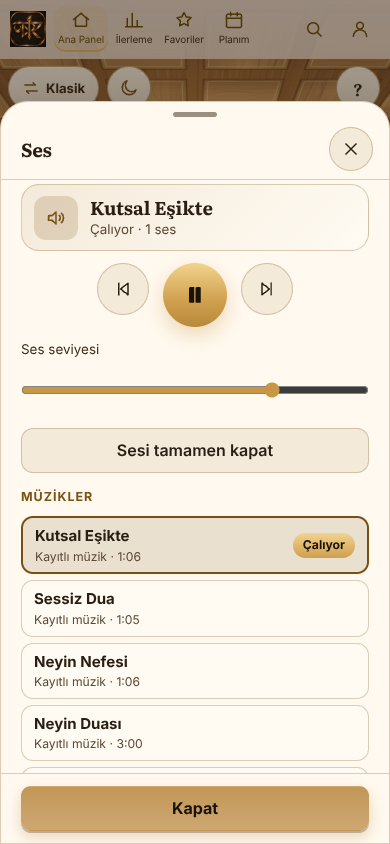 Ana Panel
İlerleme
Favoriler
Planım
Klasik
?
Ses
Kutsal Eşikte
Çalıyor · 1 ses
Ses seviyesi
Sesi tamamen kapat
MÜZİKLER
Kutsal Eşikte
Kayıtlı müzik · 1:06
Çalıyor
Sessiz Dua
Kayıtlı müzik · 1:05
Neyin Nefesi
Kayıtlı müzik · 1:06
Neyin Duası
Kayıtlı müzik · 3:00
Kapat